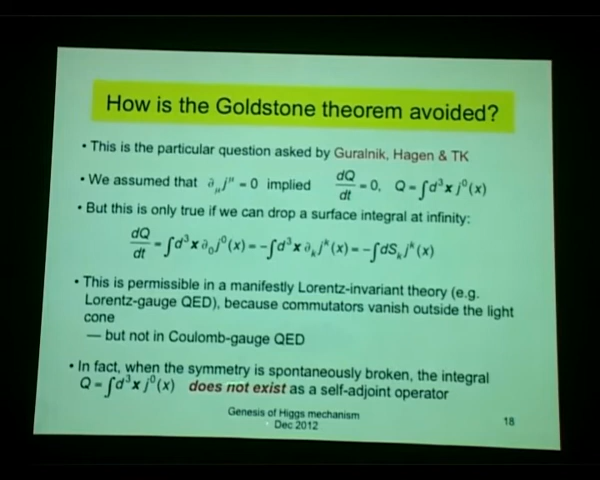 How is the Goldstone theorem avoided?
• This is the particular question asked by Guralnik, Hagen & TK
• We assumed that ∂_μ j^μ = 0 implied dQ/dt = 0, Q = ∫d³x j⁰(x)
• But this is only true if we can drop a surface integral at infinity:
dQ/dt = ∫d³x ∂₀j⁰(x) = −∫d³x ∂_k j^k(x) = −∫dS_k j^k(x)
• This is permissible in a manifestly Lorentz-invariant theory (e.g.
Lorentz-gauge QED), because commutators vanish outside the light
cone
— but not in Coulomb-gauge QED
• In fact, when the symmetry is spontaneously broken, the integral
Q = ∫d³x j⁰(x) does not exist as a self-adjoint operator
Genesis of Higgs mechanism
Dec 2012
18